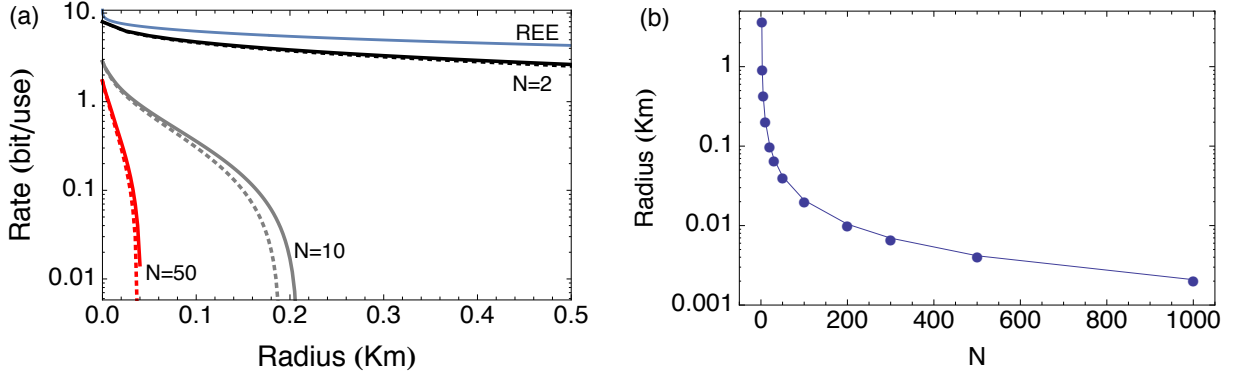 (a)
10.
1.
0.1
0.01
Rate (bit/use)
REE
N=2
N=10
N=50
0.0 0.1 0.2 0.3 0.4 0.5
Radius (Km)
(b)
1
0.1
0.01
0.001
Radius (Km)
0 200 400 600 800 1000
N